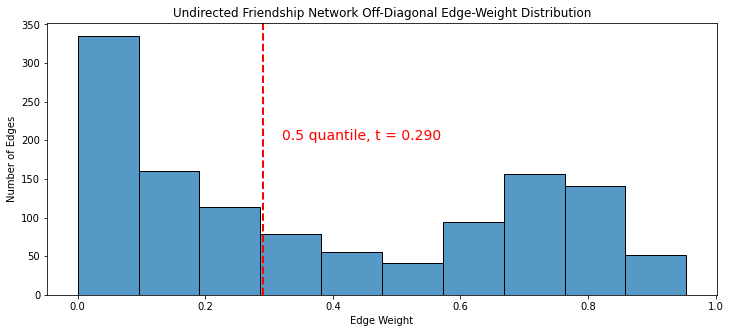 Undirected Friendship Network Off-Diagonal Edge-Weight Distribution
350
300
250
200
150
100
50
0
Number of Edges
0.5 quantile, t = 0.290
0.0 0.2 0.4 0.6 0.8 1.0
Edge Weight